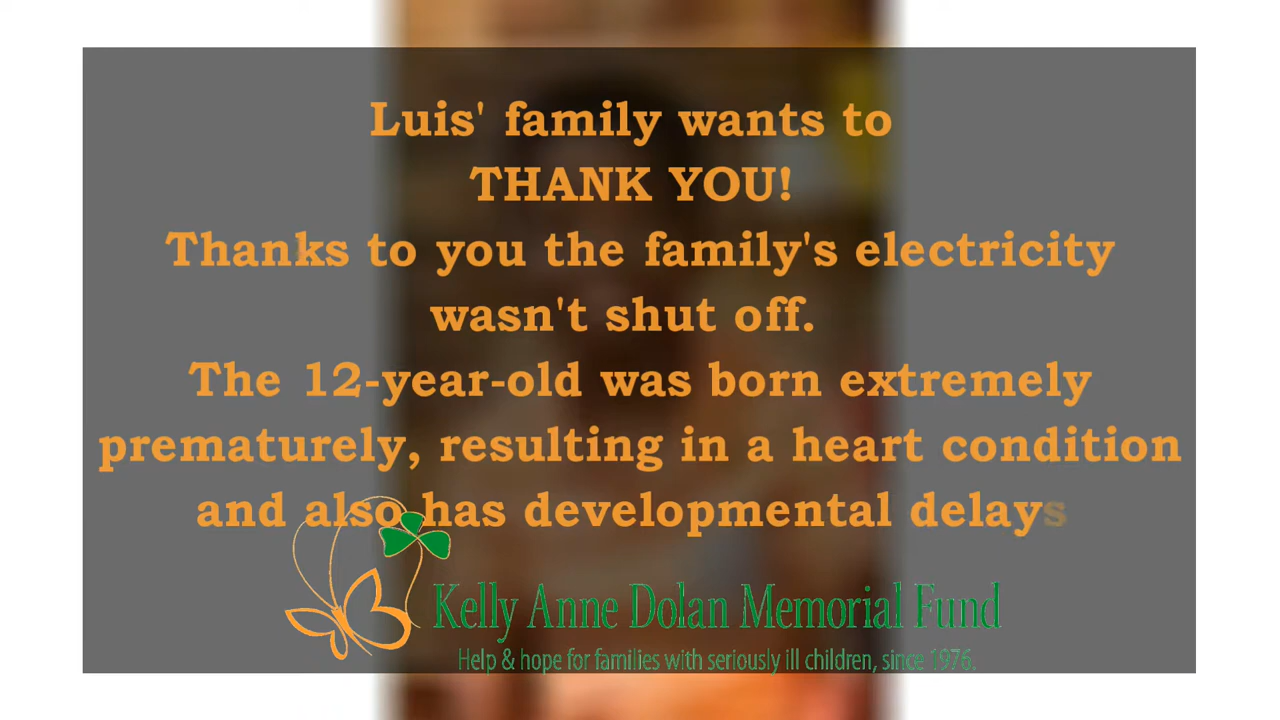 Luis' family wants to
THANK YOU!
Thanks to you the family's electricity
wasn't shut off.
The 12-year-old was born extremely
prematurely, resulting in a heart condition
and also has developmental delays
Kelly Anne Dolan Memorial Fund
Help & hope for families with seriously ill children, since 1976.